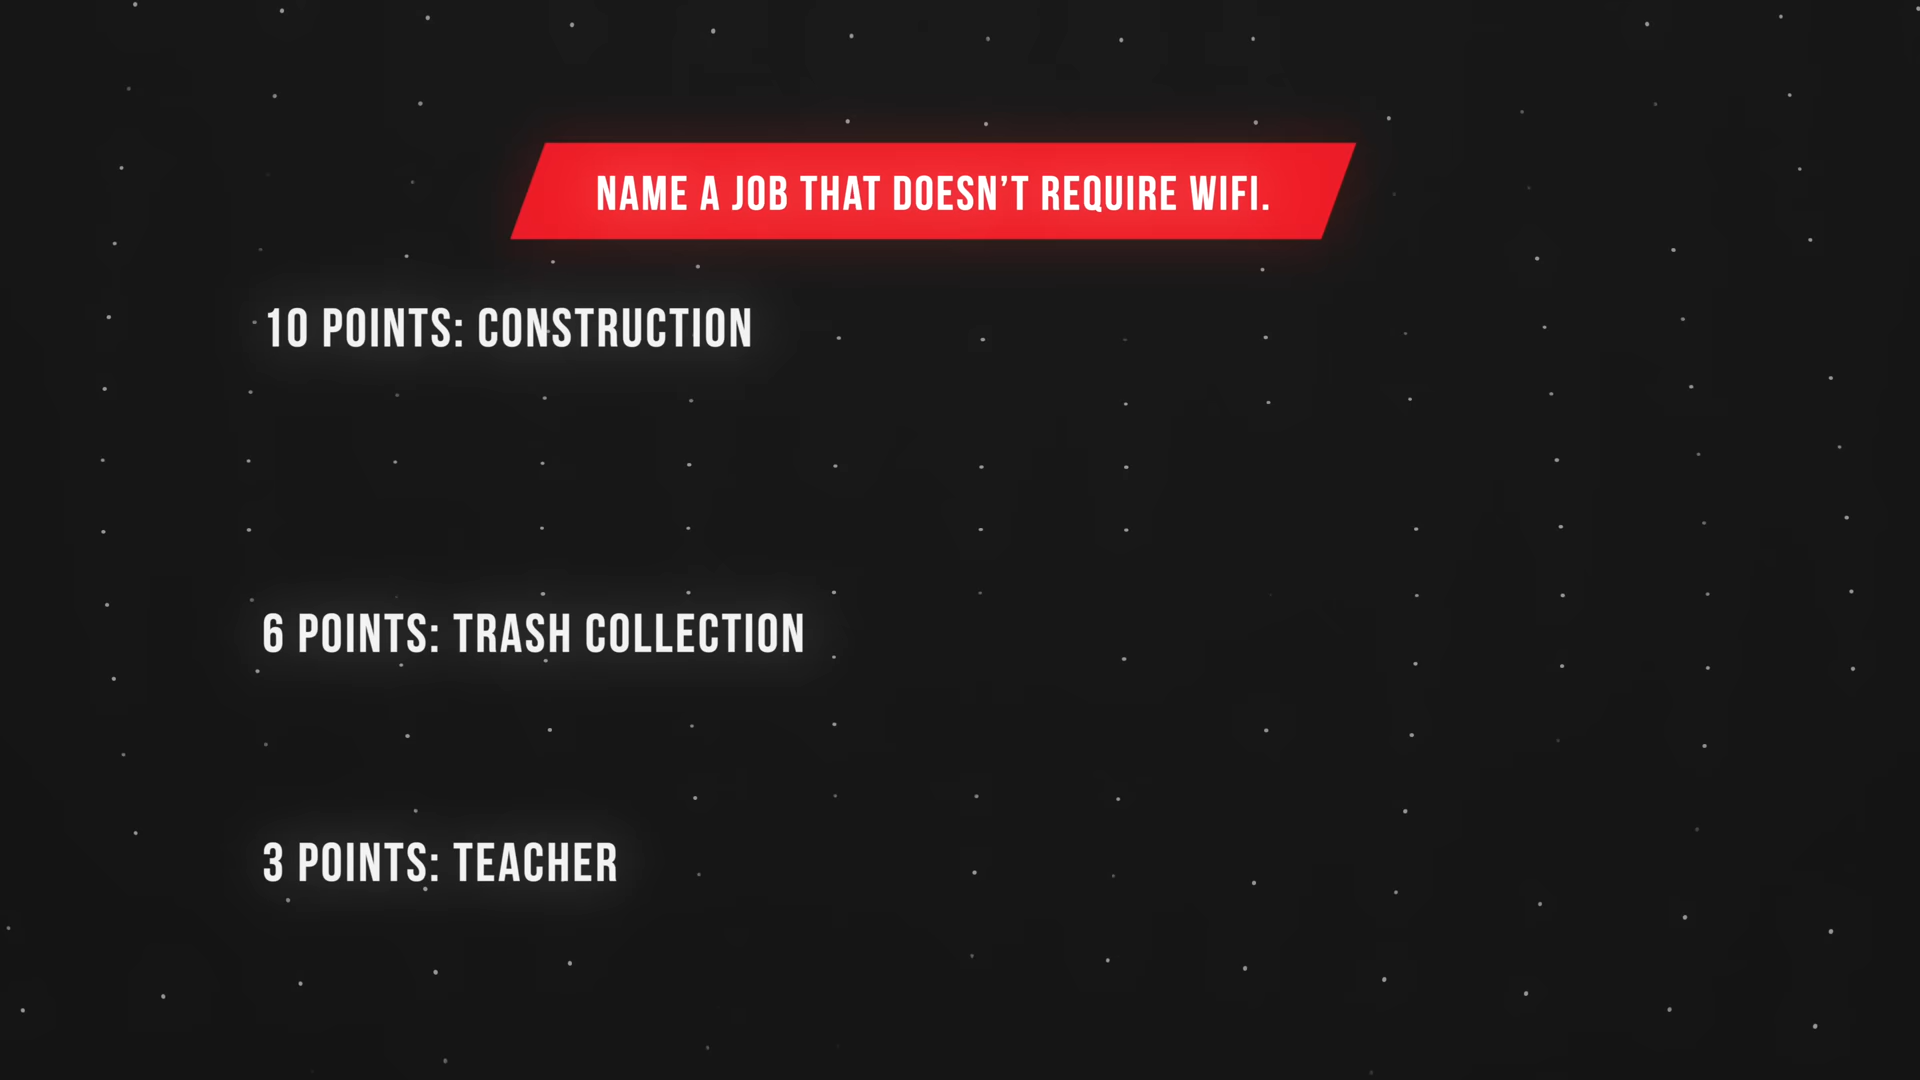 NAME A JOB THAT DOESN’T REQUIRE WIFI.
10 POINTS: CONSTRUCTION
6 POINTS: TRASH COLLECTION
3 POINTS: TEACHER